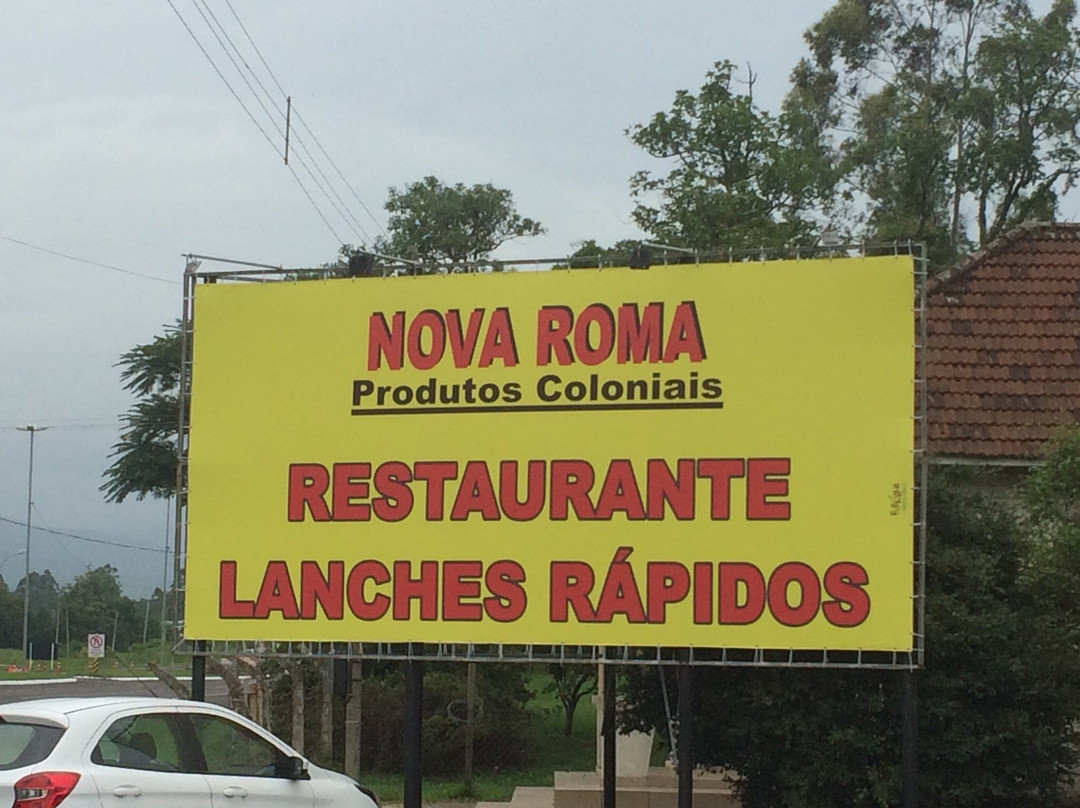 NOVA ROMA
Produtos Coloniais
RESTAURANTE
LANCHES RÁPIDOS